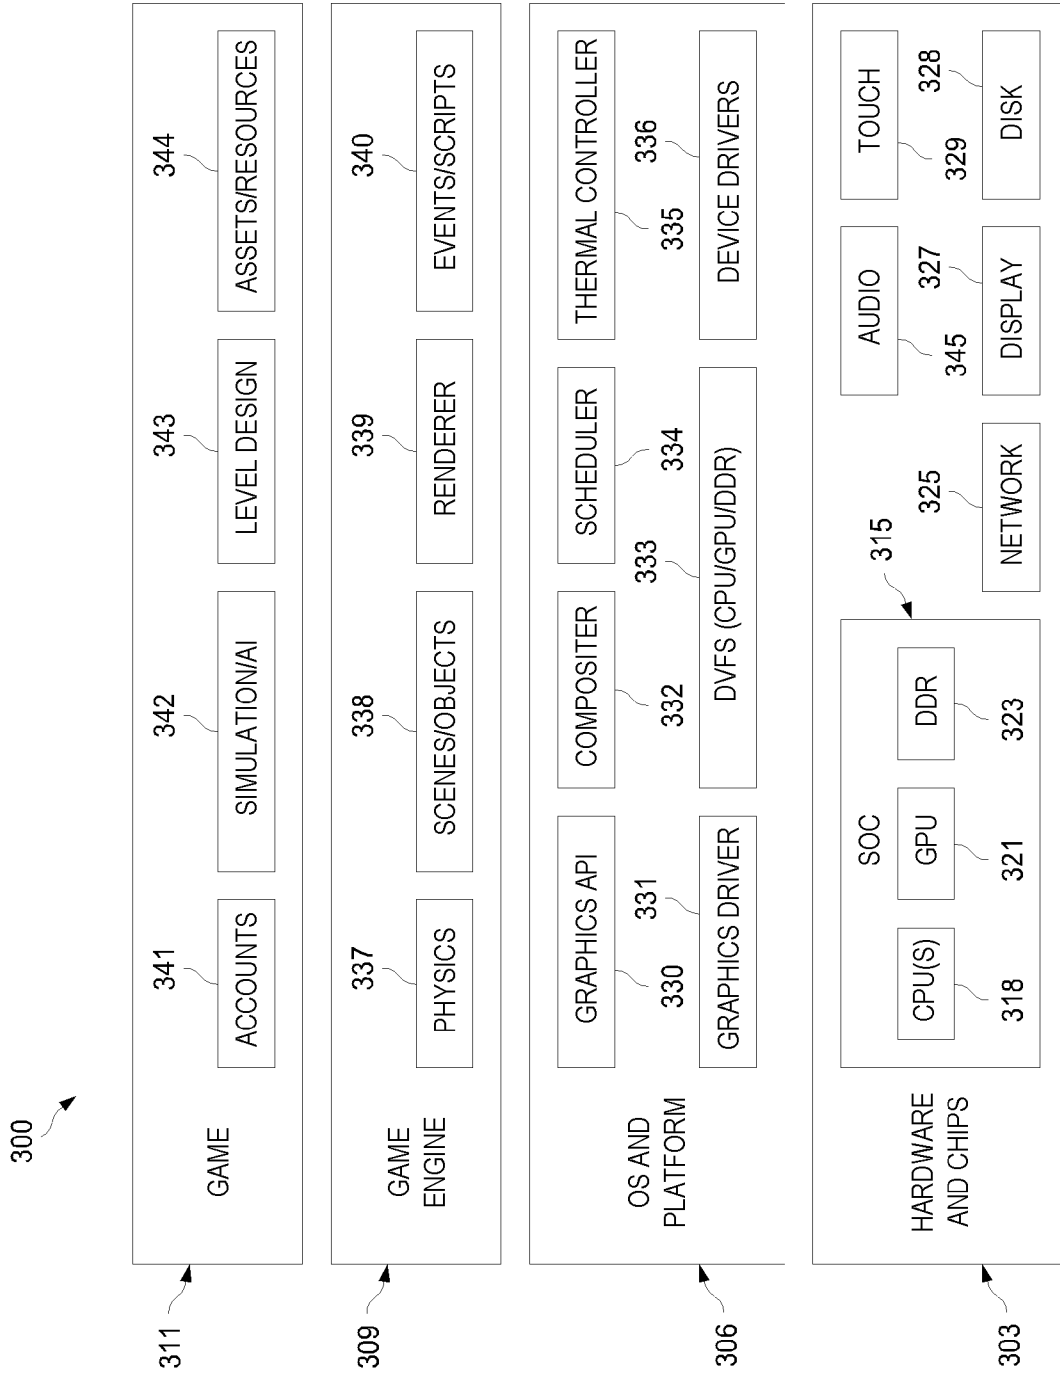 300
311
GAME
341
342
343
344
ACCOUNTS
SIMULATION/AI
LEVEL DESIGN
ASSETS/RESOURCES
309
GAME
ENGINE
337
338
339
340
PHYSICS
SCENES/OBJECTS
RENDERER
EVENTS/SCRIPTS
306
OS AND
PLATFORM
GRAPHICS API
COMPOSITER
SCHEDULER
THERMAL CONTROLLER
330
331
332
333
334
335
336
GRAPHICS DRIVER
DVFS (CPU/GPU/DDR)
DEVICE DRIVERS
303
HARDWARE
AND CHIPS
SOC
315
CPU(S)
GPU
DDR
318
321
323
AUDIO
TOUCH
325
345
327
329
328
NETWORK
DISPLAY
DISK